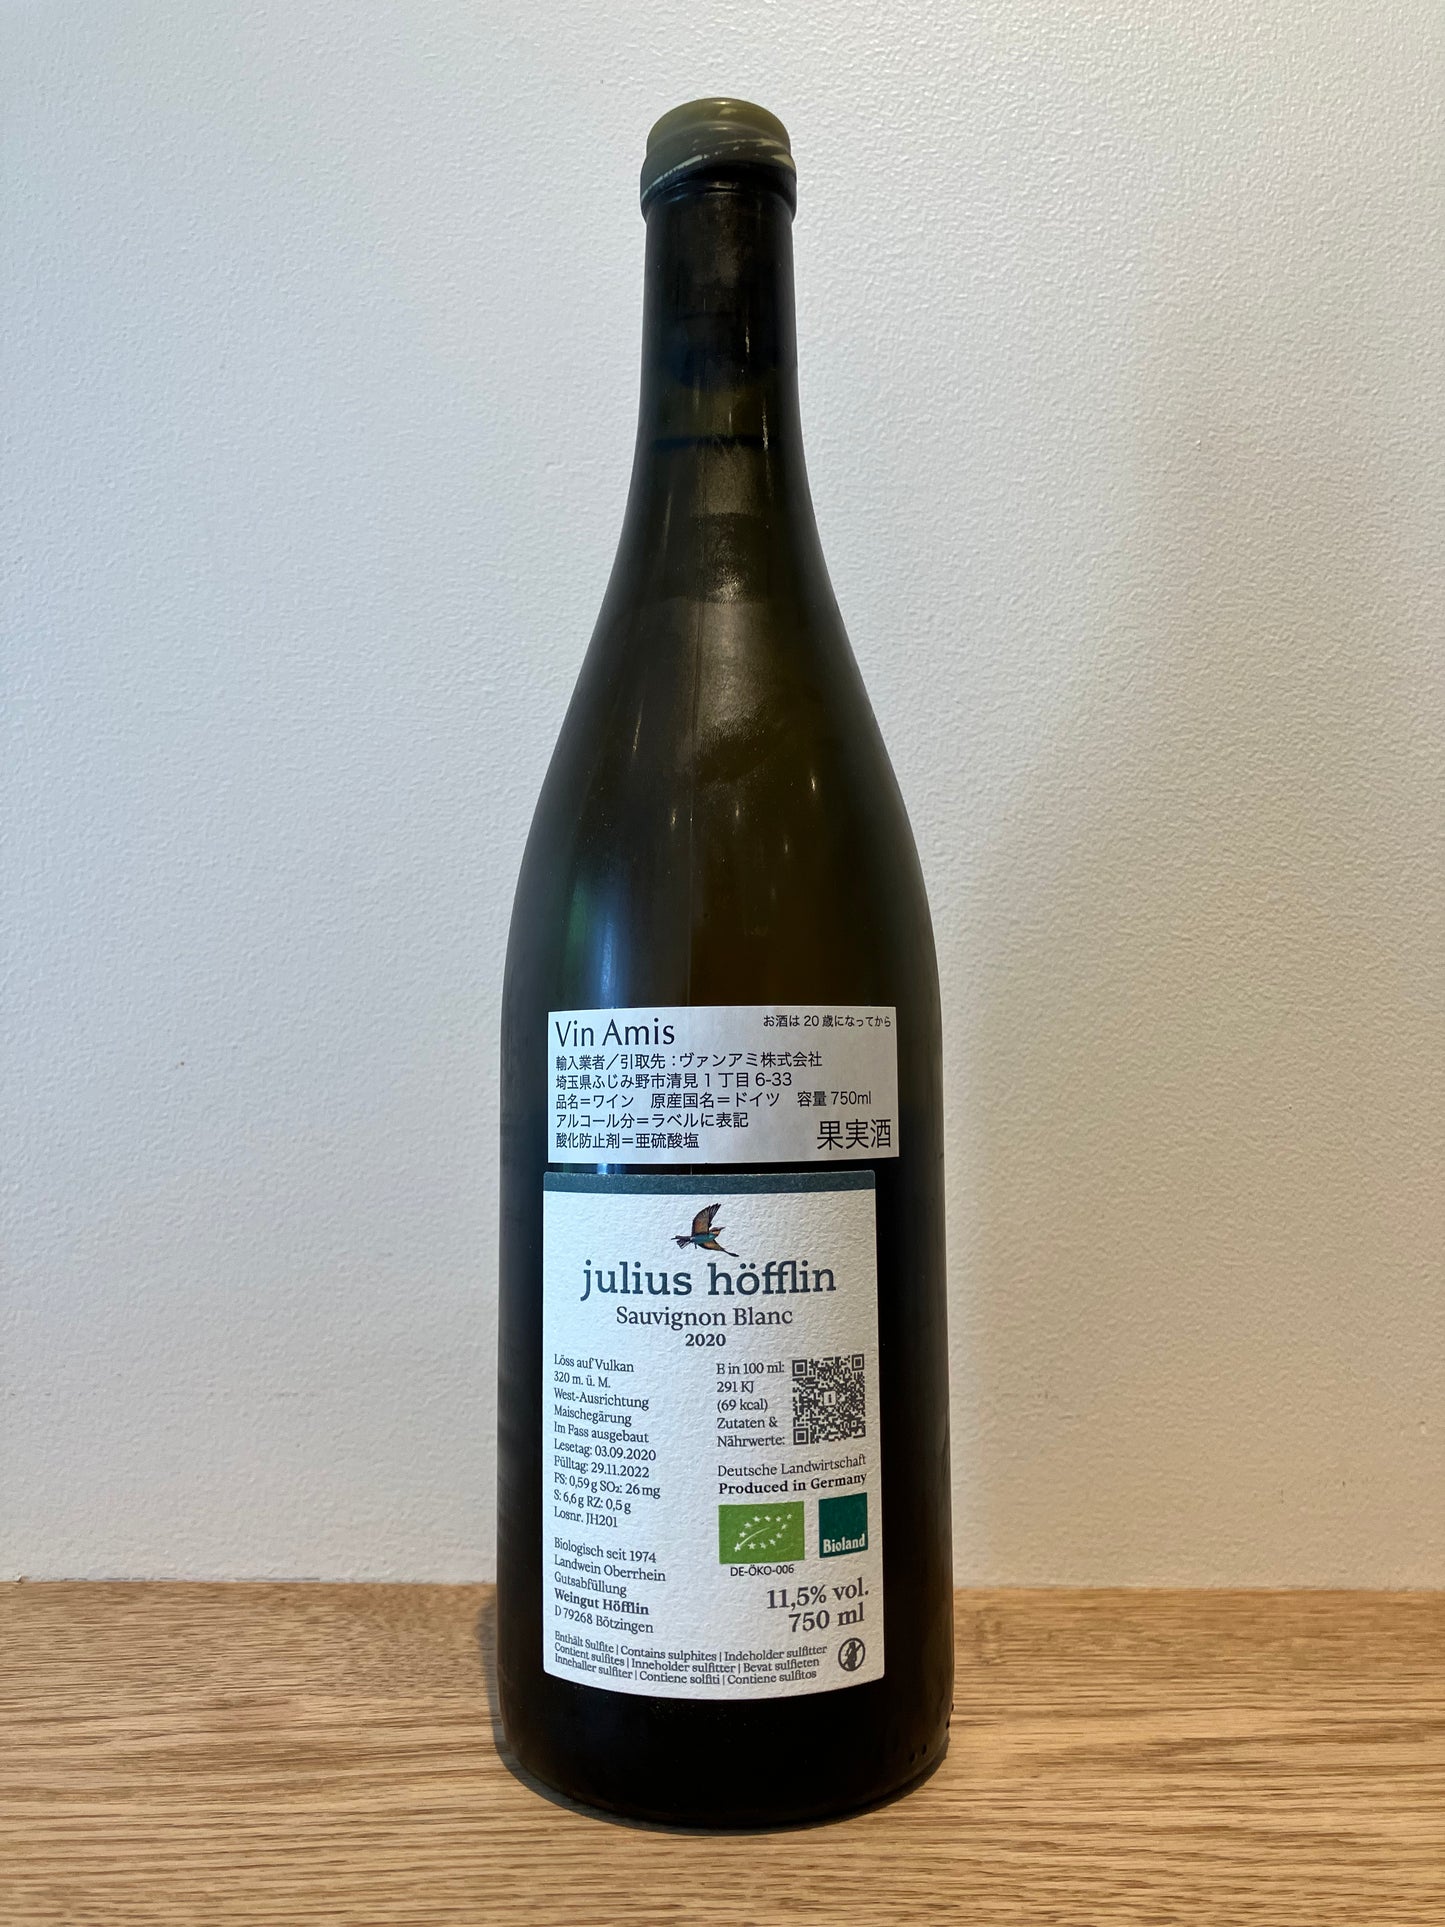 Vin Amis
お酒は20歳になってから
輸入業者／引取先：ヴァンアミ株式会社
埼玉県ふじみ野市清見1丁目6-33
品名＝ワイン 原産国名＝ドイツ 容量750ml
アルコール分＝ラベルに表記
酸化防止剤＝亜硫酸塩
果実酒
julius höfflin
Sauvignon Blanc
2020
Löss auf Vulkan
320 m. ü. M.
West-Ausrichtung
Maischegärung
Im Fass ausgebaut
Lesetag: 03.09.2020
Fülltag: 29.11.2022
FS: 0,59 g SO₂: 26 mg
S: 6,6 g RZ: 0,5 g
Losnr. JH201
Biologisch seit 1974
Landwein Oberrhein
Gutsabfüllung
Weingut Höfflin
D 79268 Bötzingen
E in 100 ml:
291 KJ
(69 kcal)
Zutaten &
Nährwerte:
Deutsche Landwirtschaft
Produced in Germany
Bioland
DE-ÖKO-006
11,5% vol.
750 ml
Enthält Sulfite | Contains sulphites | Indeholder sulfitter
Contient sulfites | Inneholder sulfitter | Bevat sulfieten
Innehaller sulfiter | Contiene solfiti | Contiene sulfitos